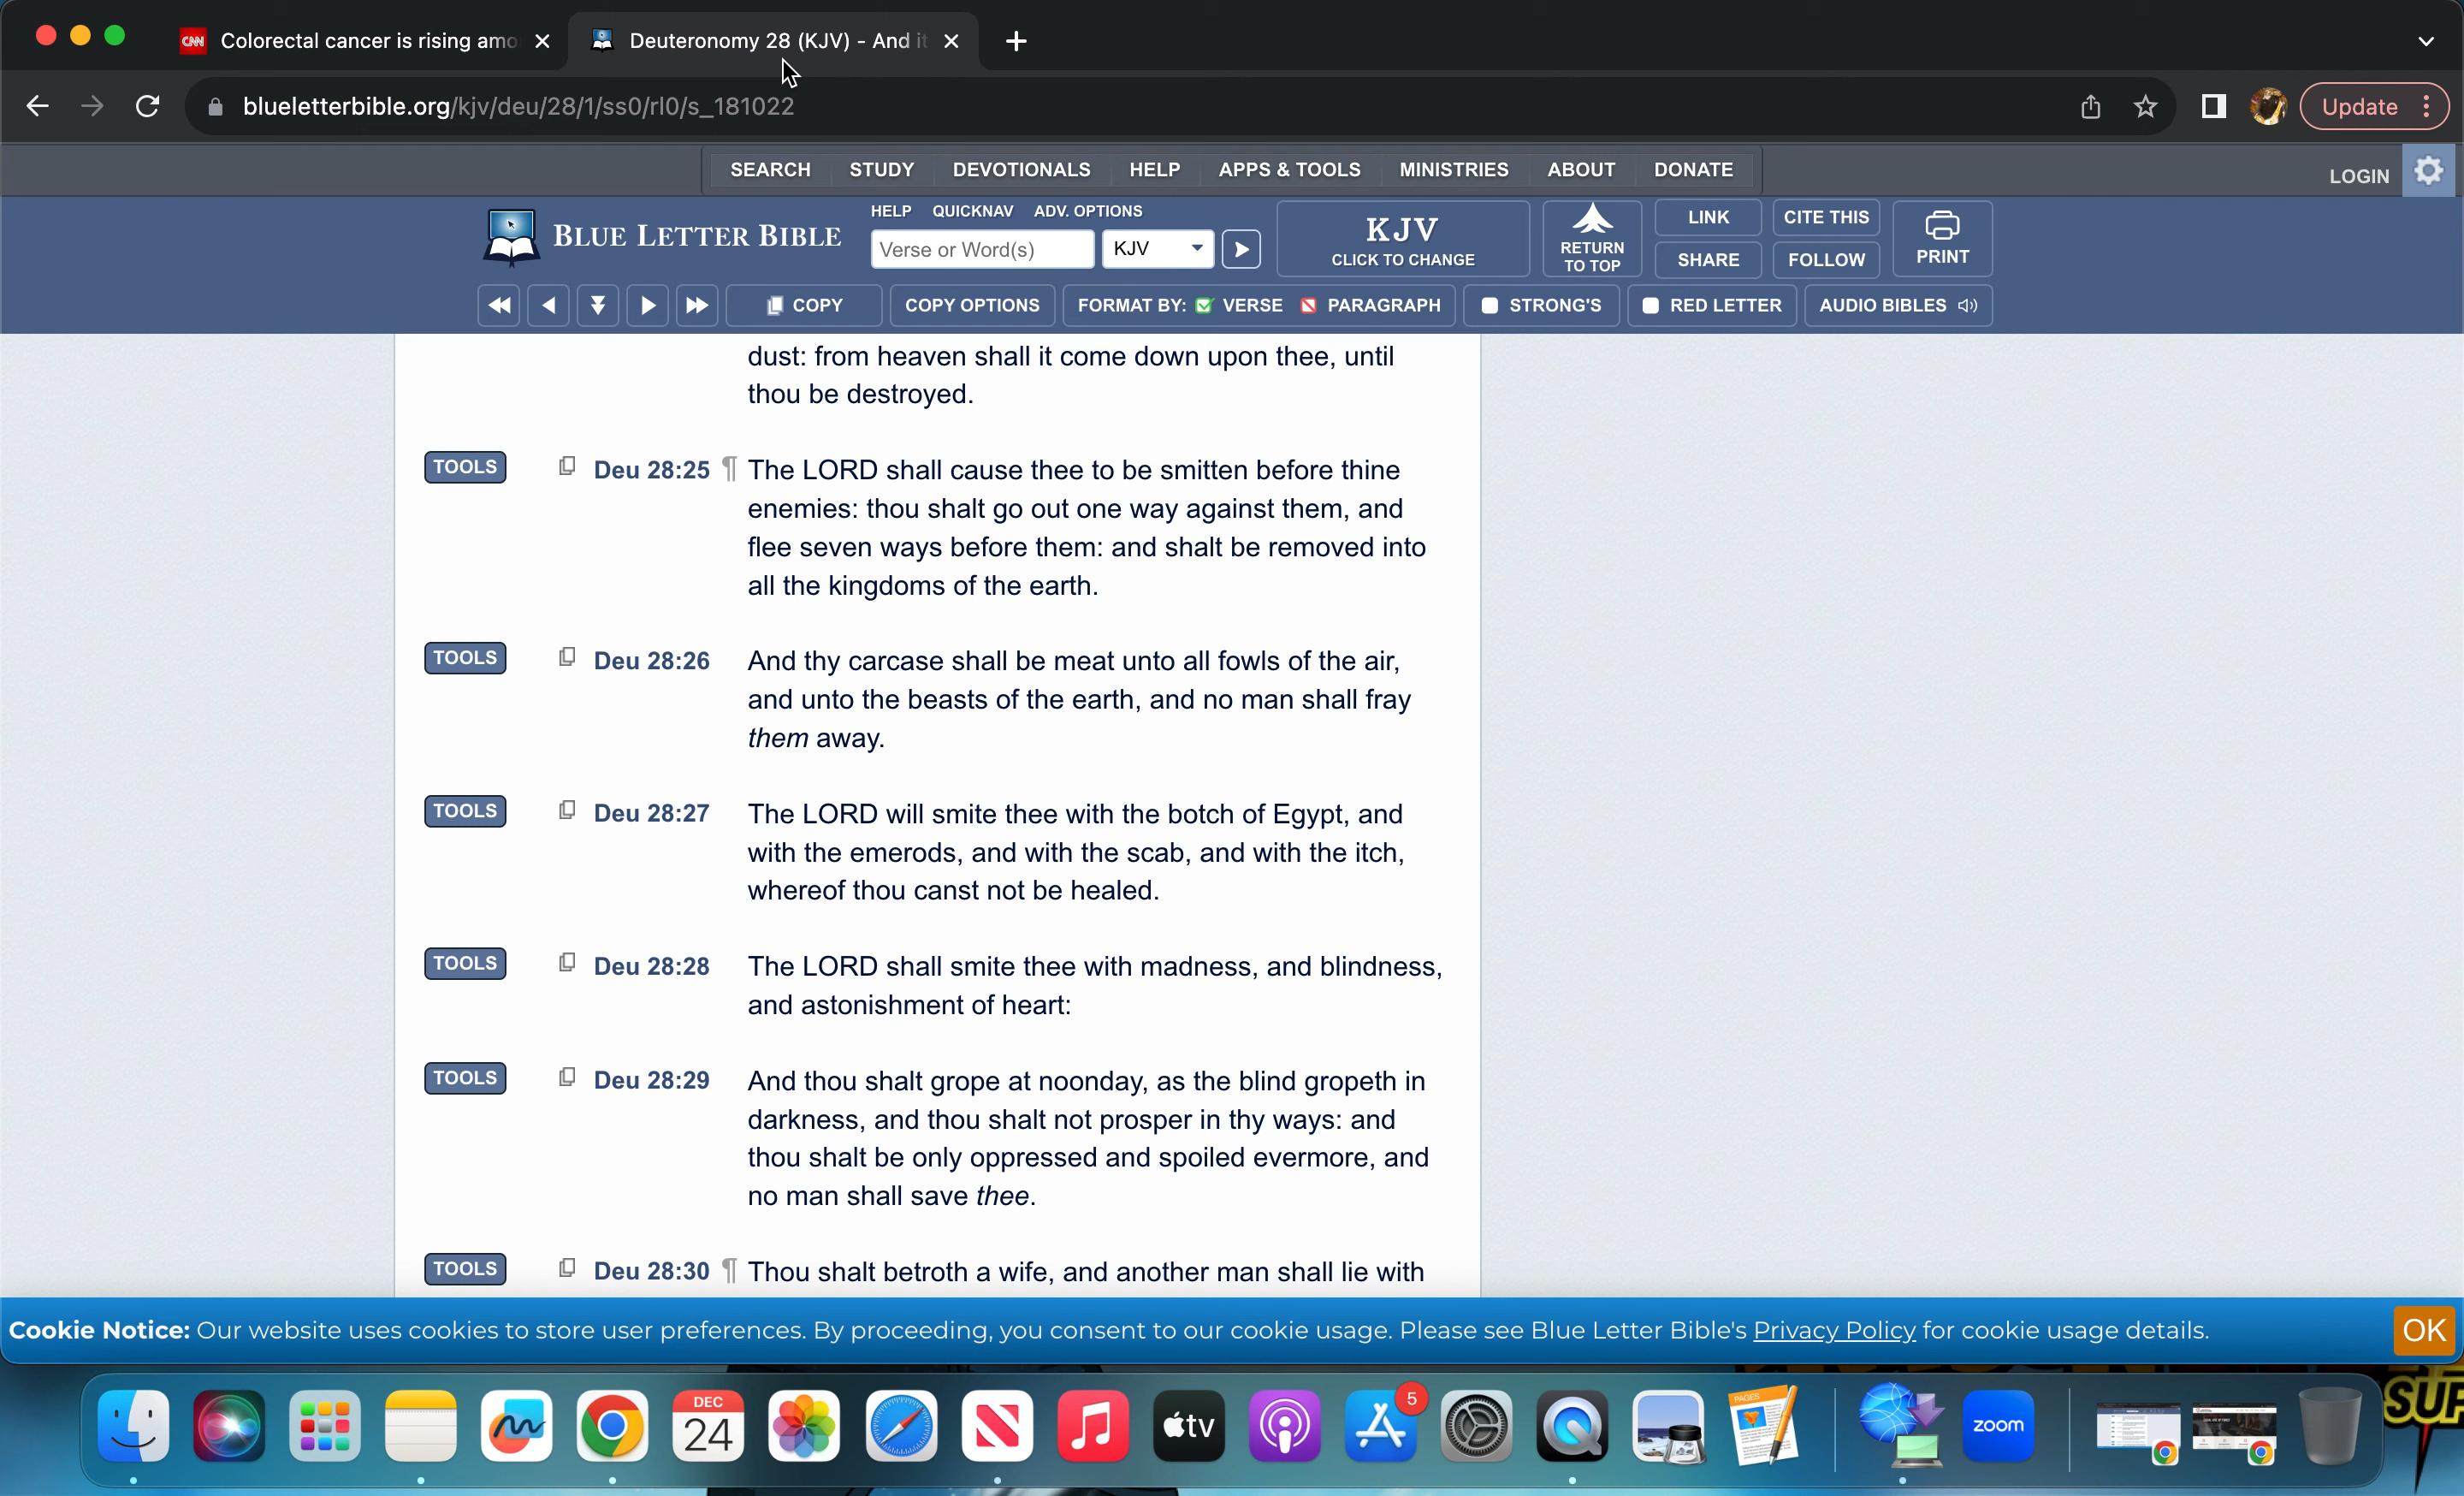 CNN Colorectal cancer is rising amo
Deuteronomy 28 (KJV) - And it
blueletterbible.org/kjv/deu/28/1/ss0/rl0/s_181022
Update
SEARCH STUDY DEVOTIONALS HELP APPS & TOOLS MINISTRIES ABOUT DONATE
LOGIN
BLUE LETTER BIBLE
HELP QUICKNAV ADV. OPTIONS
Verse or Word(s) KJV
KJV
CLICK TO CHANGE
RETURN
TO TOP
LINK CITE THIS
SHARE FOLLOW
PRINT
COPY COPY OPTIONS FORMAT BY: VERSE PARAGRAPH STRONG'S RED LETTER AUDIO BIBLES
dust: from heaven shall it come down upon thee, until
thou be destroyed.
TOOLS Deu 28:25 ¶ The LORD shall cause thee to be smitten before thine
enemies: thou shalt go out one way against them, and
flee seven ways before them: and shalt be removed into
all the kingdoms of the earth.
TOOLS Deu 28:26 And thy carcase shall be meat unto all fowls of the air,
and unto the beasts of the earth, and no man shall fray
them away.
TOOLS Deu 28:27 The LORD will smite thee with the botch of Egypt, and
with the emerods, and with the scab, and with the itch,
whereof thou canst not be healed.
TOOLS Deu 28:28 The LORD shall smite thee with madness, and blindness,
and astonishment of heart:
TOOLS Deu 28:29 And thou shalt grope at noonday, as the blind gropeth in
darkness, and thou shalt not prosper in thy ways: and
thou shalt be only oppressed and spoiled evermore, and
no man shall save thee.
TOOLS Deu 28:30 ¶ Thou shalt betroth a wife, and another man shall lie with
Cookie Notice: Our website uses cookies to store user preferences. By proceeding, you consent to our cookie usage. Please see Blue Letter Bible's Privacy Policy for cookie usage details. OK
DEC
24
tv
5
PAGES
zoom
SUP